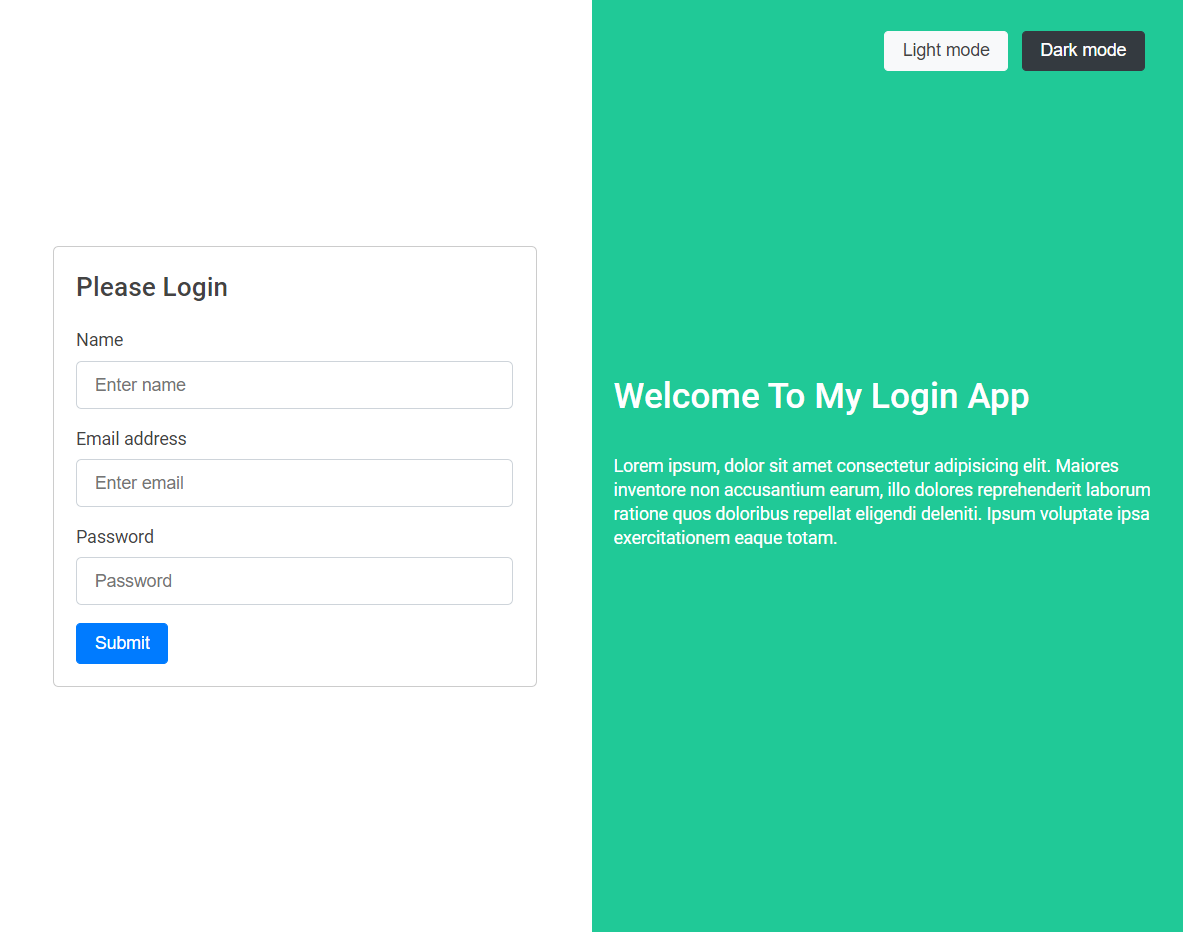 Please Login
Name
Enter name
Email address
Enter email
Password
Password
Submit
Light mode
Dark mode
Welcome To My Login App
Lorem ipsum, dolor sit amet consectetur adipisicing elit. Maiores
inventore non accusantium earum, illo dolores reprehenderit laborum
ratione quos doloribus repellat eligendi deleniti. Ipsum voluptate ipsa
exercitationem eaque totam.